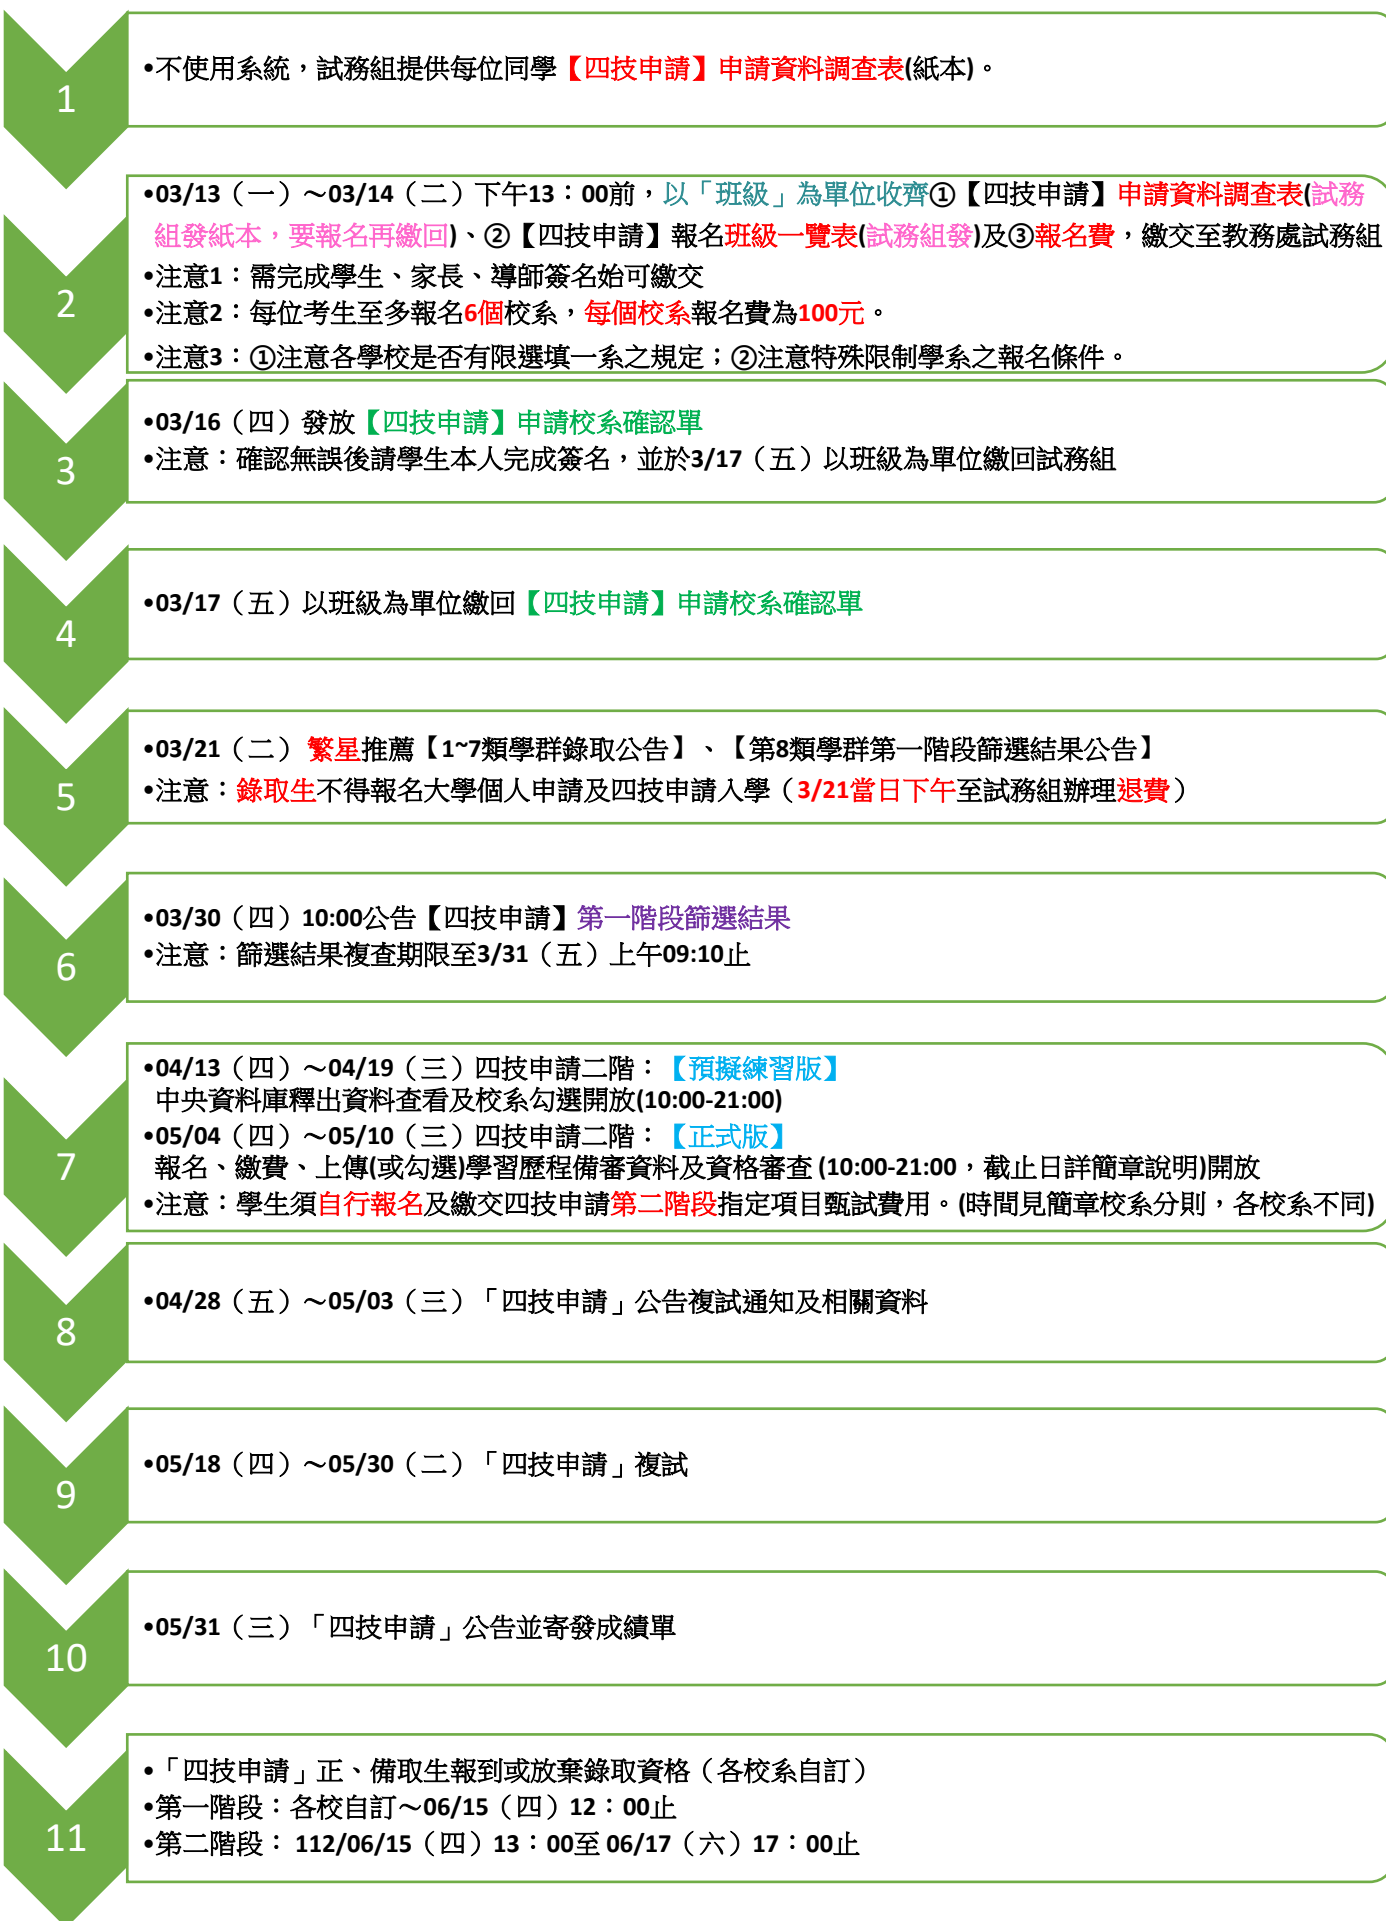 1
•不使用系統，試務組提供每位同學【四技申請】申請資料調查表(紙本)。
2
•03/13（一）～03/14（二）下午13：00前，以「班級」為單位收齊①【四技申請】申請資料調查表(試務
組發紙本，要報名再繳回)、②【四技申請】報名班級一覽表(試務組發)及③報名費，繳交至教務處試務組
•注意1：需完成學生、家長、導師簽名始可繳交
•注意2：每位考生至多報名6個校系，每個校系報名費為100元。
•注意3：①注意各學校是否有限選填一系之規定；②注意特殊限制學系之報名條件。
3
•03/16（四）發放【四技申請】申請校系確認單
•注意：確認無誤後請學生本人完成簽名，並於3/17（五）以班級為單位繳回試務組
4
•03/17（五）以班級為單位繳回【四技申請】申請校系確認單
5
•03/21（二） 繁星推薦【1~7類學群錄取公告】、【第8類學群第一階段篩選結果公告】
•注意：錄取生不得報名大學個人申請及四技申請入學（3/21當日下午至試務組辦理退費）
6
•03/30（四）10:00公告【四技申請】第一階段篩選結果
•注意：篩選結果複查期限至3/31（五）上午09:10止
7
•04/13（四）～04/19（三）四技申請二階：【預擬練習版】
中央資料庫釋出資料查看及校系勾選開放(10:00-21:00)
•05/04（四）～05/10（三）四技申請二階：【正式版】
報名、繳費、上傳(或勾選)學習歷程備審資料及資格審查 (10:00-21:00，截止日詳簡章說明)開放
•注意：學生須自行報名及繳交四技申請第二階段指定項目甄試費用。(時間見簡章校系分則，各校系不同)
8
•04/28（五）～05/03（三）「四技申請」公告複試通知及相關資料
9
•05/18（四）～05/30（二）「四技申請」複試
10
•05/31（三）「四技申請」公告並寄發成績單
11
•「四技申請」正、備取生報到或放棄錄取資格（各校系自訂）
•第一階段：各校自訂～06/15（四）12：00止
•第二階段： 112/06/15（四）13：00至 06/17（六）17：00止